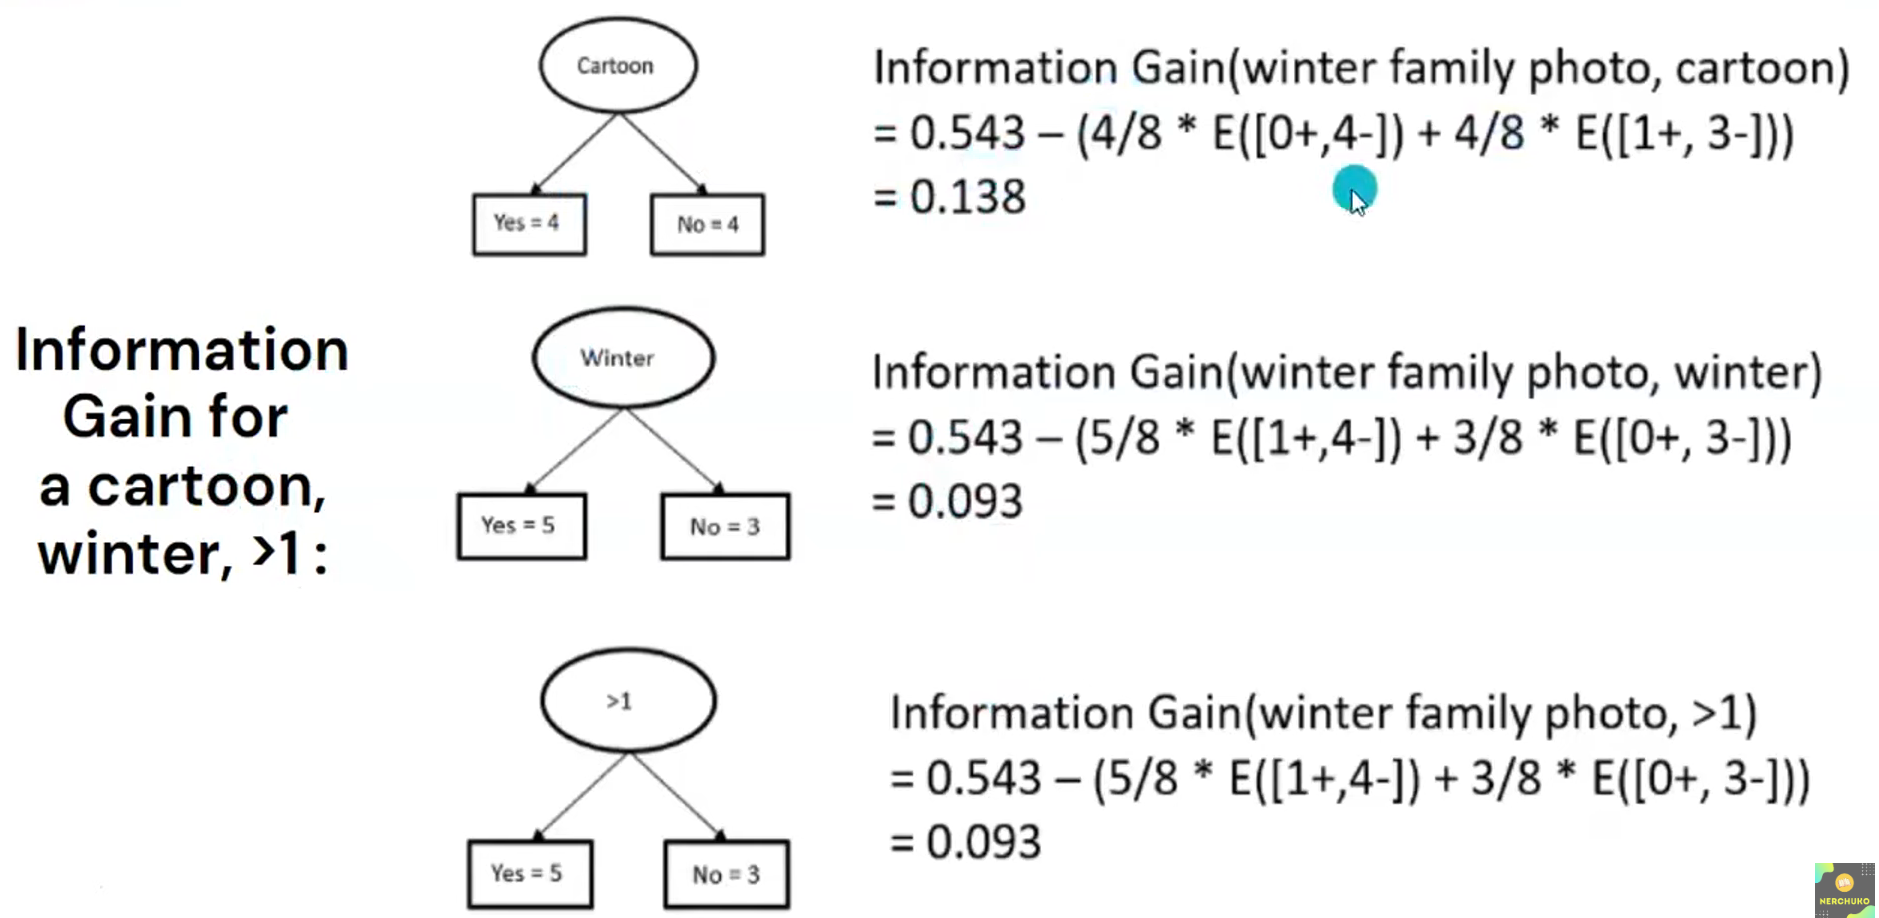 Information
Gain for
a cartoon,
winter, >1 :
Cartoon
Yes = 4
No = 4
Information Gain(winter family photo, cartoon)
= 0.543 – (4/8 * E([0+,4-]) + 4/8 * E([1+, 3-]))
= 0.138
Winter
Yes = 5
No = 3
Information Gain(winter family photo, winter)
= 0.543 – (5/8 * E([1+,4-]) + 3/8 * E([0+, 3-]))
= 0.093
>1
Yes = 5
No = 3
Information Gain(winter family photo, >1)
= 0.543 – (5/8 * E([1+,4-]) + 3/8 * E([0+, 3-]))
= 0.093
NERCHUKO